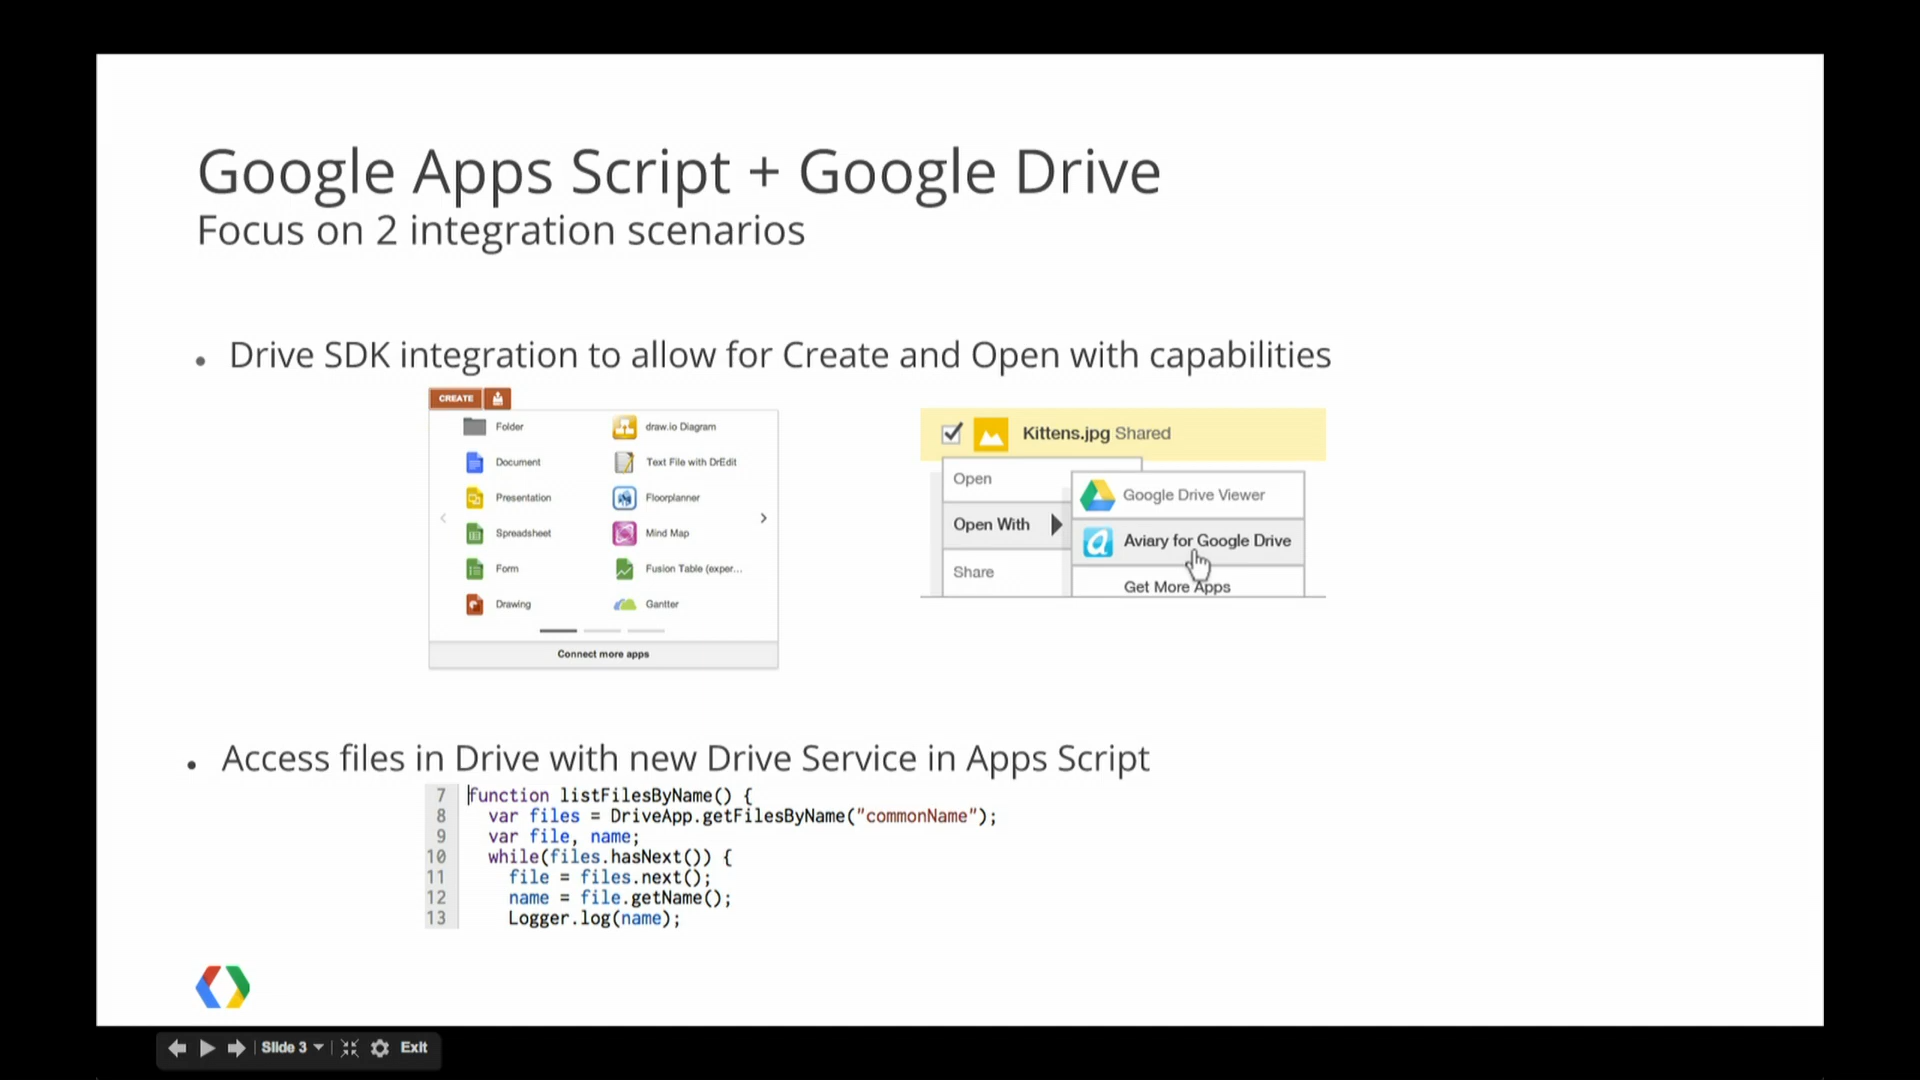 Google Apps Script + Google Drive
Focus on 2 integration scenarios
• Drive SDK integration to allow for Create and Open with capabilities
CREATE
Folder
Document
Presentation
Spreadsheet
Form
Drawing
draw.io Diagram
Text File with DrEdit
Floorplanner
Mind Map
Fusion Table (exper...
Gantter
Connect more apps
Kittens.jpg Shared
Open
Open With
Share
Google Drive Viewer
Aviary for Google Drive
Get More Apps
• Access files in Drive with new Drive Service in Apps Script
7 function listFilesByName() {
8 var files = DriveApp.getFilesByName("commonName");
9 var file, name;
10 while(files.hasNext()) {
11 file = files.next();
12 name = file.getName();
13 Logger.log(name);
Slide 3
Exit